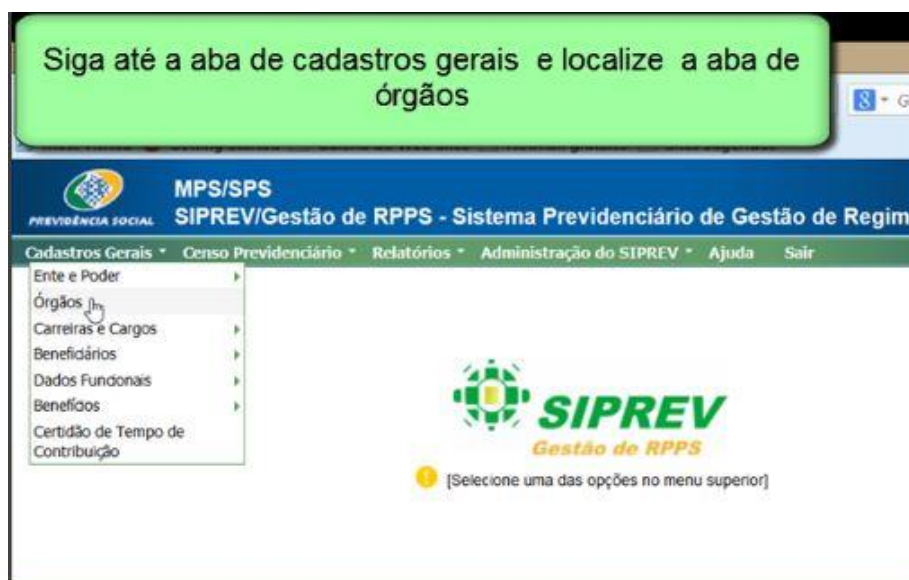 Siga até a aba de cadastros gerais e localize a aba de
órgãos
G
PREVIDÊNCIA SOCIAL
MPS/SPS
SIPREV/Gestão de RPPS - Sistema Previdenciário de Gestão de Regim
Cadastros Gerais Censo Previdenciário Relatórios Administração do SIPREV Ajuda Sair
Ente e Poder
Órgãos
Carreiras e Cargos
Beneficiários
Dados Funcionais
Benefícios
Certidão de Tempo de
Contribuição
SIPREV
Gestão de RPPS
[Selecione uma das opções no menu superior]